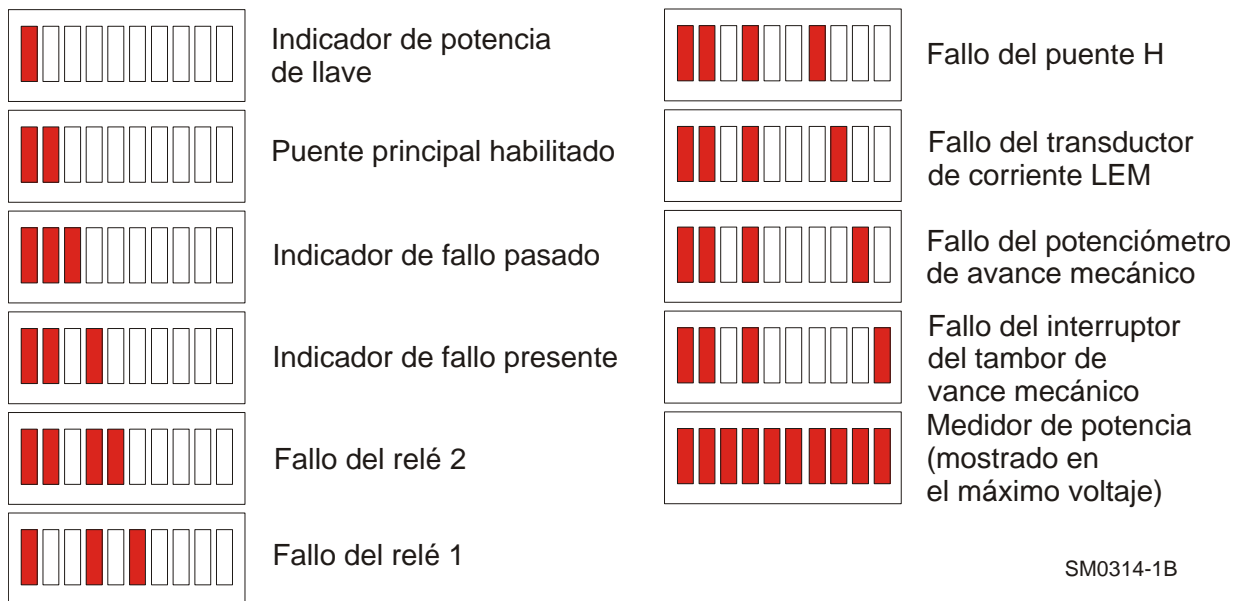 Indicador de potencia
de llave
Puente principal habilitado
Indicador de fallo pasado
Indicador de fallo presente
Fallo del relé 2
Fallo del relé 1
Fallo del puente H
Fallo del transductor
de corriente LEM
Fallo del potenciómetro
de avance mecánico
Fallo del interruptor
del tambor de
vance mecánico
Medidor de potencia
(mostrado en
el máximo voltaje)
SM0314-1B